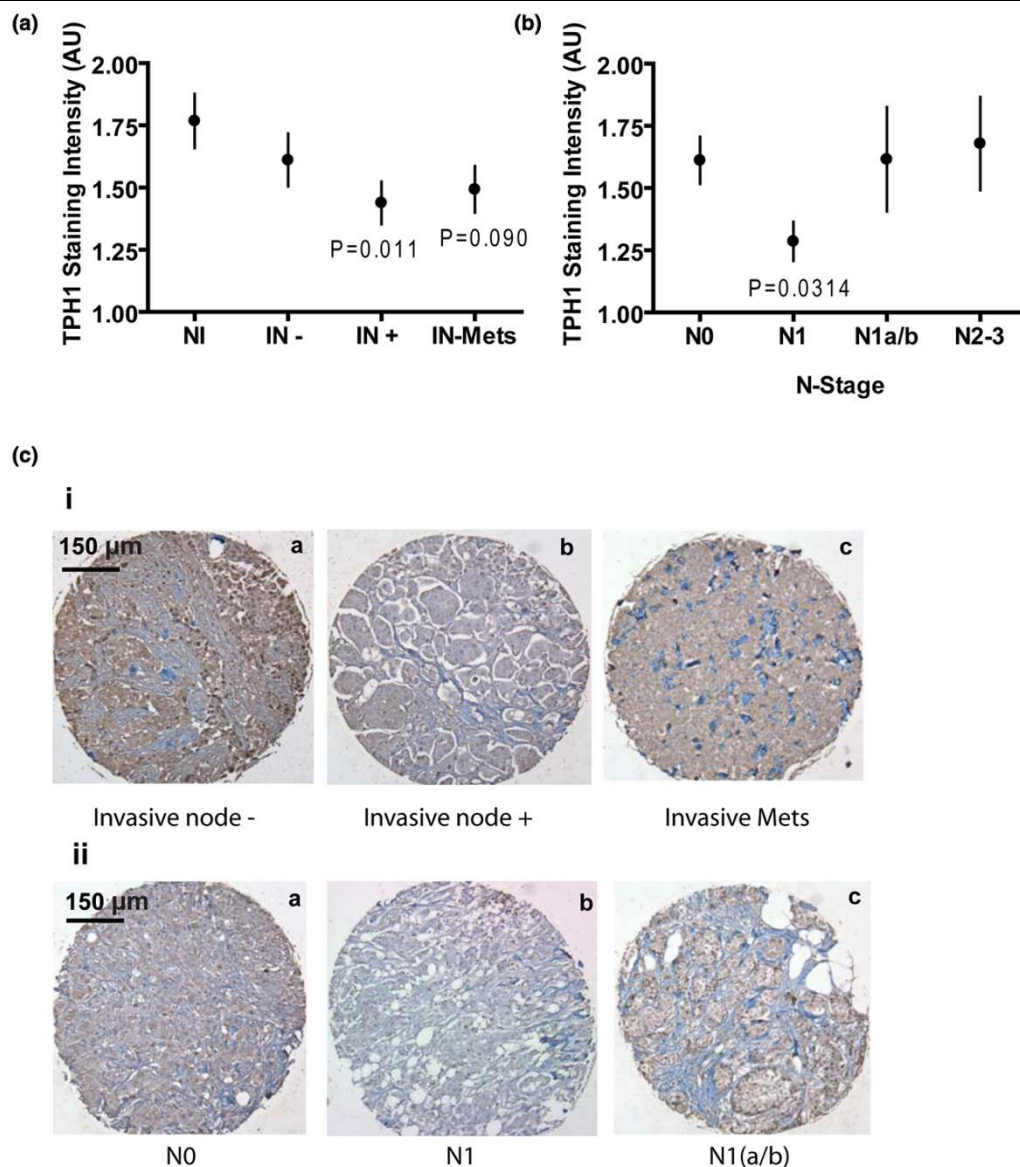 (a)
TPH1 Staining Intensity (AU)
2.00
1.75
1.50
1.25
1.00
P=0.011
P=0.090
NI
IN -
IN +
IN-Mets
(b)
TPH1 Staining Intensity (AU)
2.00
1.75
1.50
1.25
1.00
P=0.0314
N0
N1
N1a/b
N2-3
N-Stage
(c)
i
150 µm
a
b
c
Invasive node -
Invasive node +
Invasive Mets
ii
150 µm
a
b
c
N0
N1
N1(a/b)